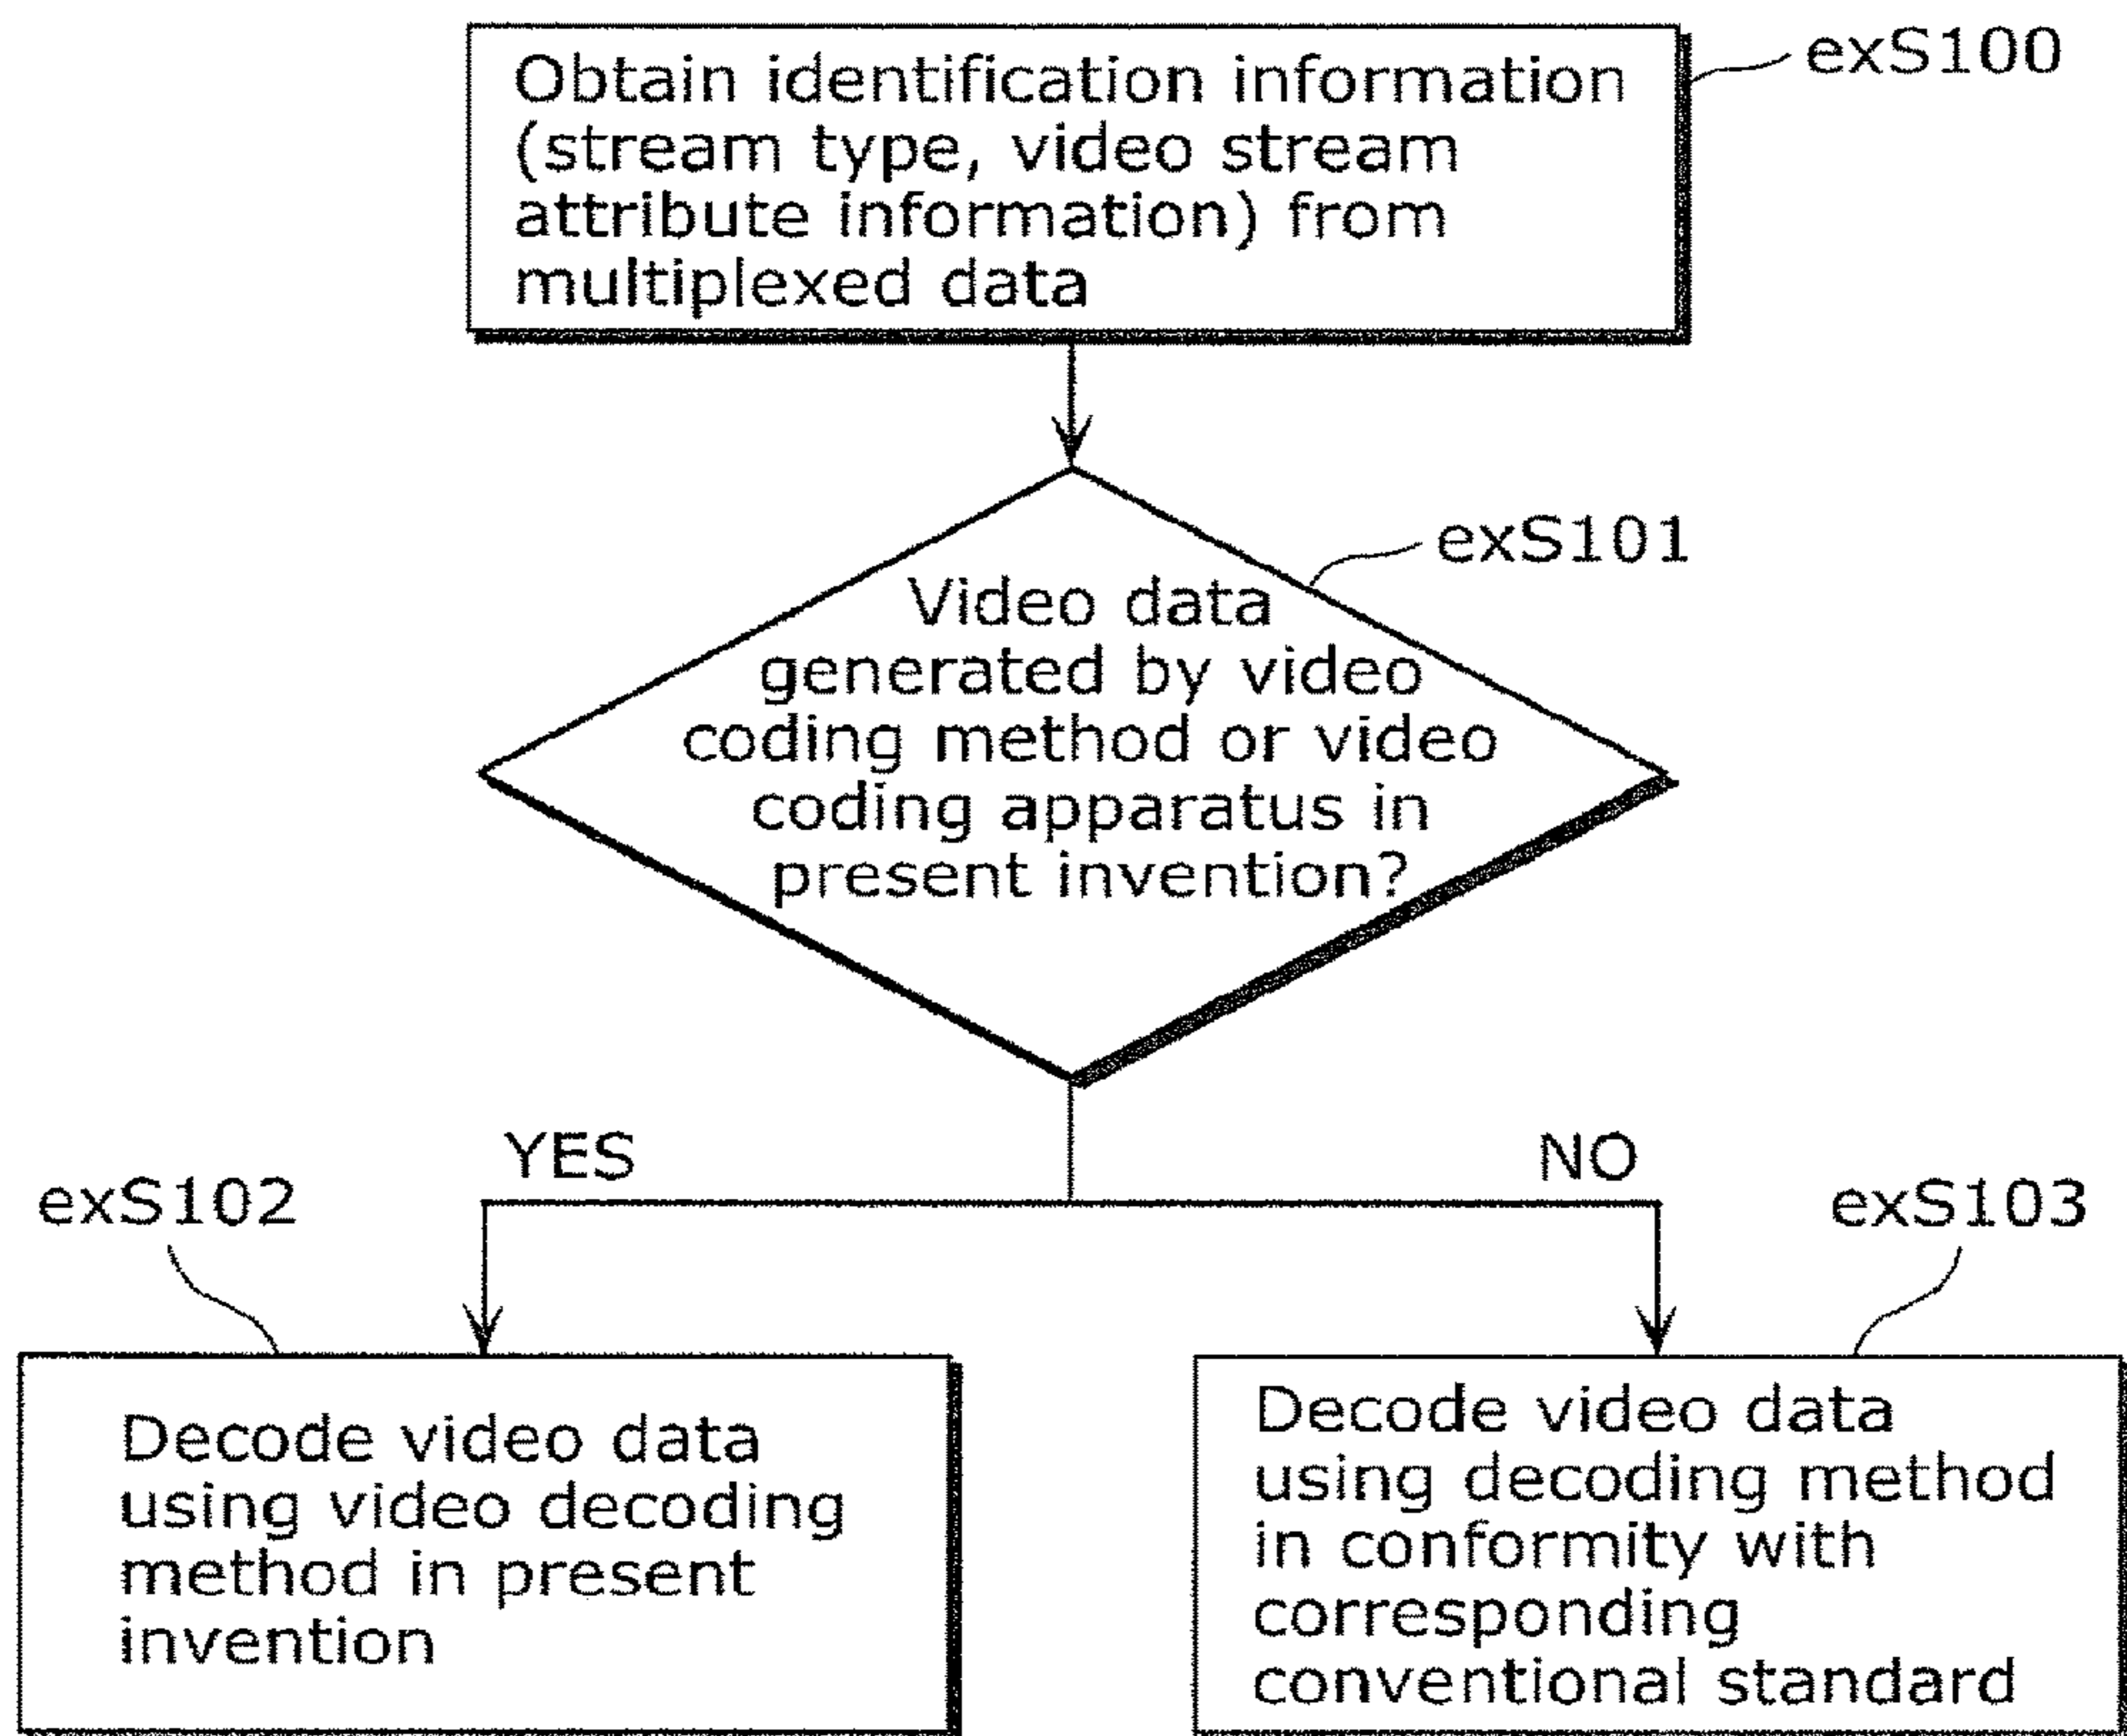 Obtain identification information
(stream type, video stream
attribute information) from
multiplexed data
exS100
exS101
Video data
generated by video
coding method or video
coding apparatus in
present invention?
YES
NO
exS102
exS103
Decode video data
using video decoding
method in present
invention
Decode video data
using decoding method
in conformity with
corresponding
conventional standard